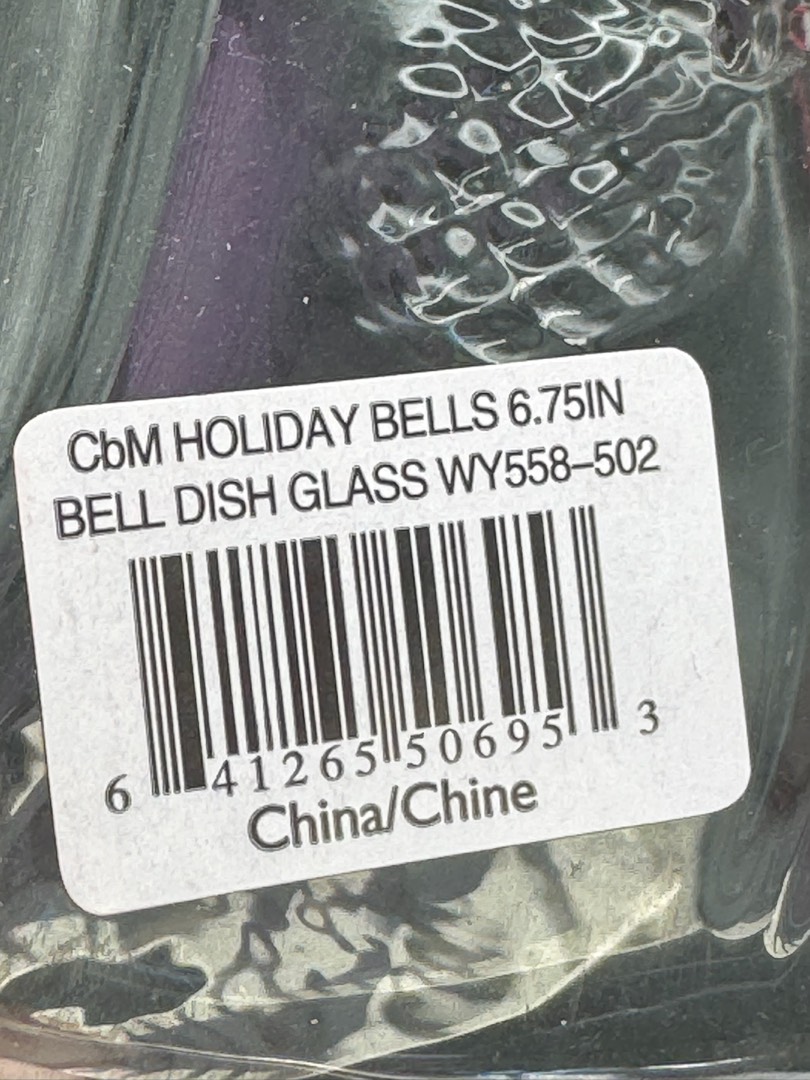 CbM HOLIDAY BELLS 6.75IN
BELL DISH GLASS WY558-502
6 41265 50695 3
China/Chine